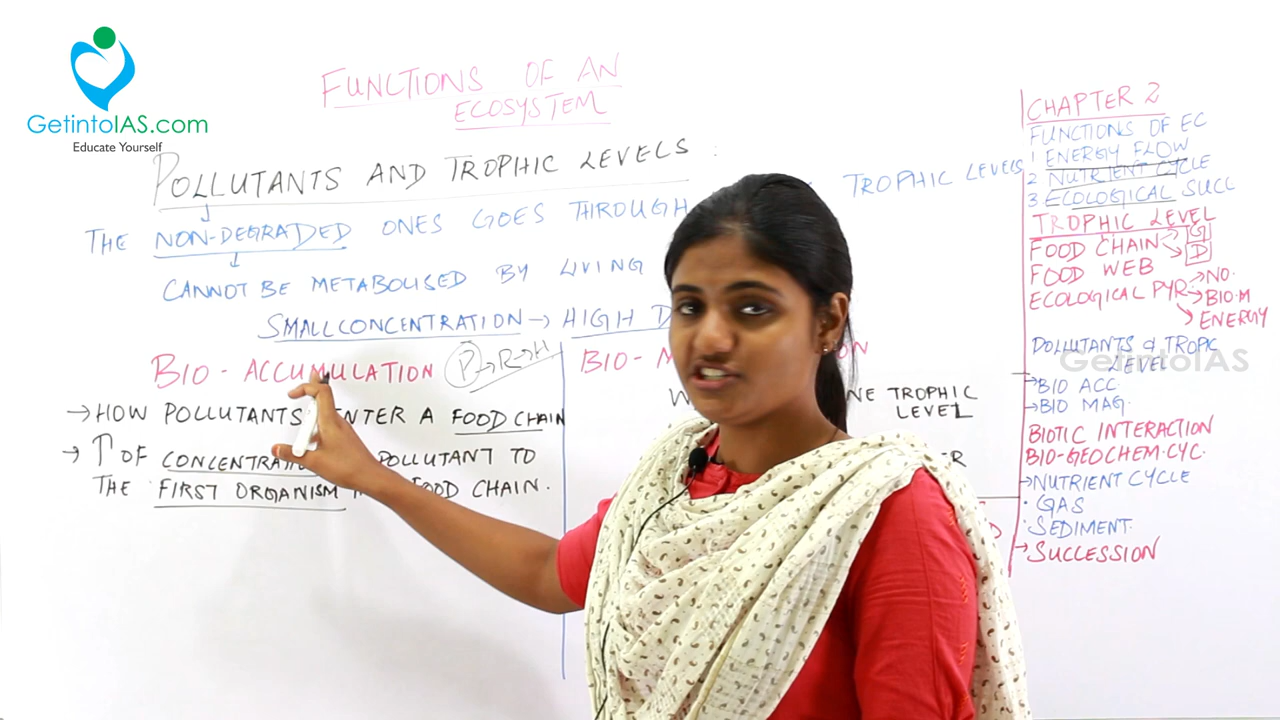 GetintoIAS.com
Educate Yourself
FUNCTIONS OF AN
ECOSYSTEM
POLLUTANTS AND TROPHIC LEVELS :
THE NON-DEGRADED ONES GOES THROUGH TROPHIC LEVELS
CANNOT BE METABOLISED BY LIVING
SMALL CONCENTRATION → HIGH
BIO - ACCUMULATION P → R → H
→ HOW POLLUTANTS ENTER A FOOD CHAIN
→ ↑ OF POLLUTANT TO
THE FIRST ORGANISM FOOD CHAIN.
BIO -
TROPHIC
LEVEL
CHAPTER 2
FUNCTIONS OF EC
1 ENERGY FLOW
2 NUTRIENT CYCLE
3 ECOLOGICAL SUCC
TROPHIC LEVEL
FOOD CHAIN G
D
FOOD WEB
ECOLOGICAL PYR. → NO.
→ BIO.M
→ ENERGY
POLLUTANTS & TROPIC
LEVEL
GetintoIAS
→ BIO ACC
→ BIO MAG.
BIOTIC INTERACTION
BIO-GEOCHEM.CYC.
→ NUTRIENT CYCLE
• GAS
• SEDIMENT.
→ SUCCESSION